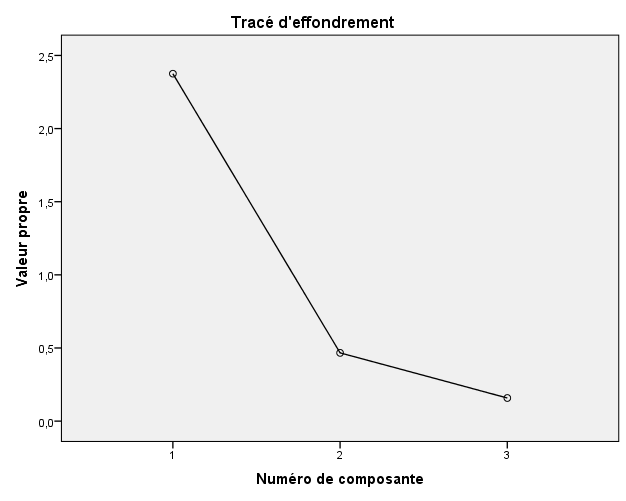 Tracé d'effondrement
2,5
2,0
1,5
1,0
0,5
0,0
Valeur propre
1 2 3
Numéro de composante